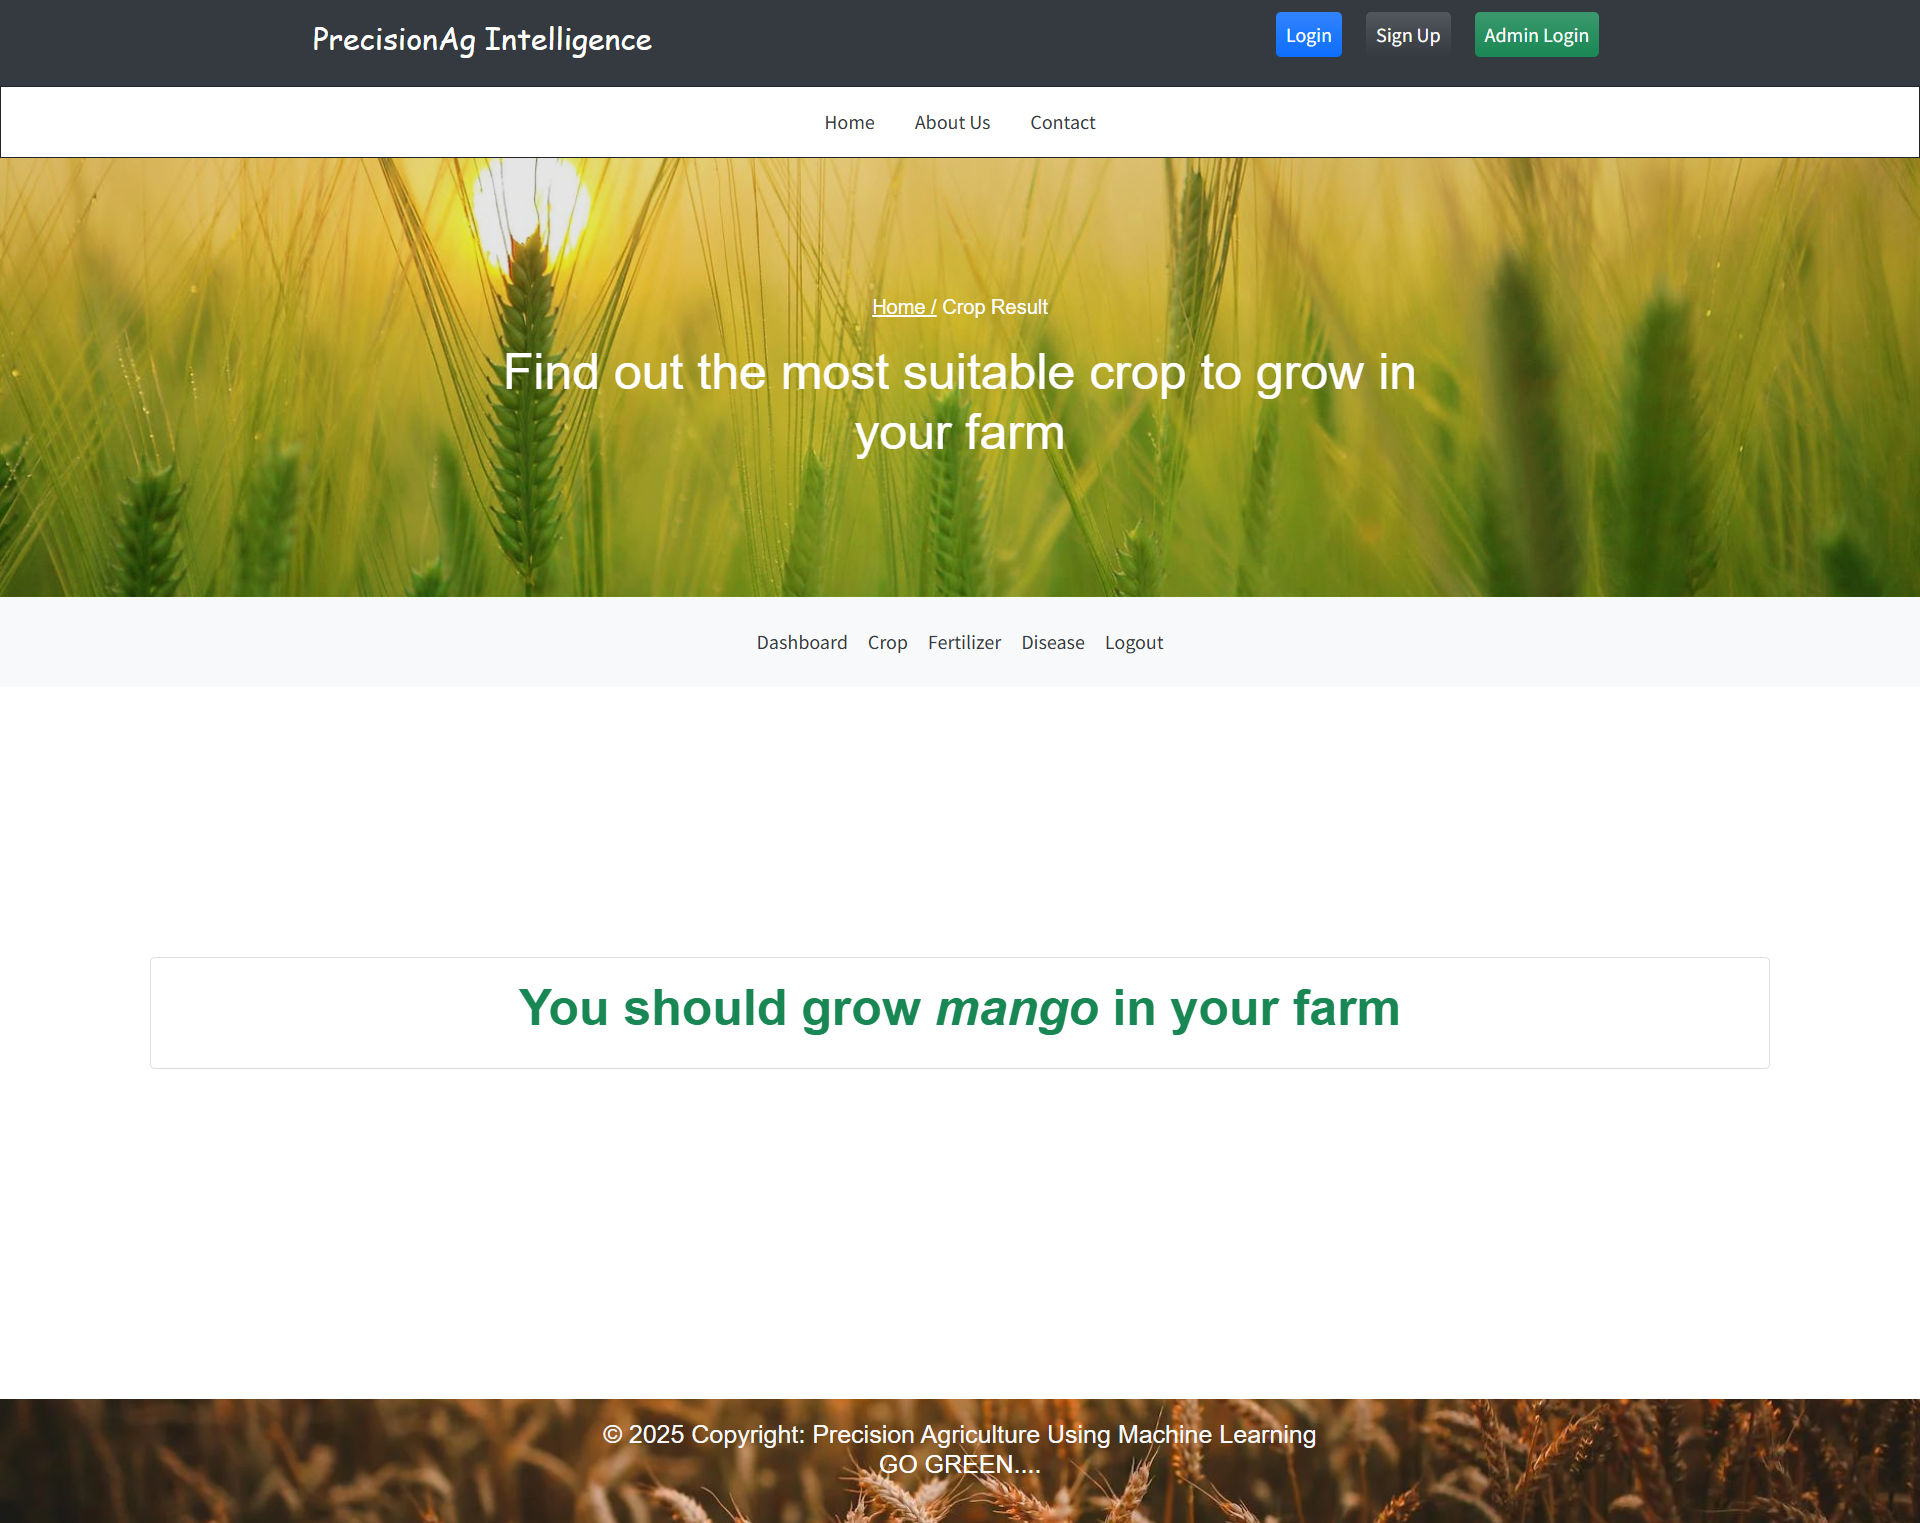 PrecisionAg Intelligence
Login
Sign Up
Admin Login
Home
About Us
Contact
Home / Crop Result
Find out the most suitable crop to grow in
your farm
Dashboard
Crop
Fertilizer
Disease
Logout
You should grow mango in your farm
© 2025 Copyright: Precision Agriculture Using Machine Learning
GO GREEN....